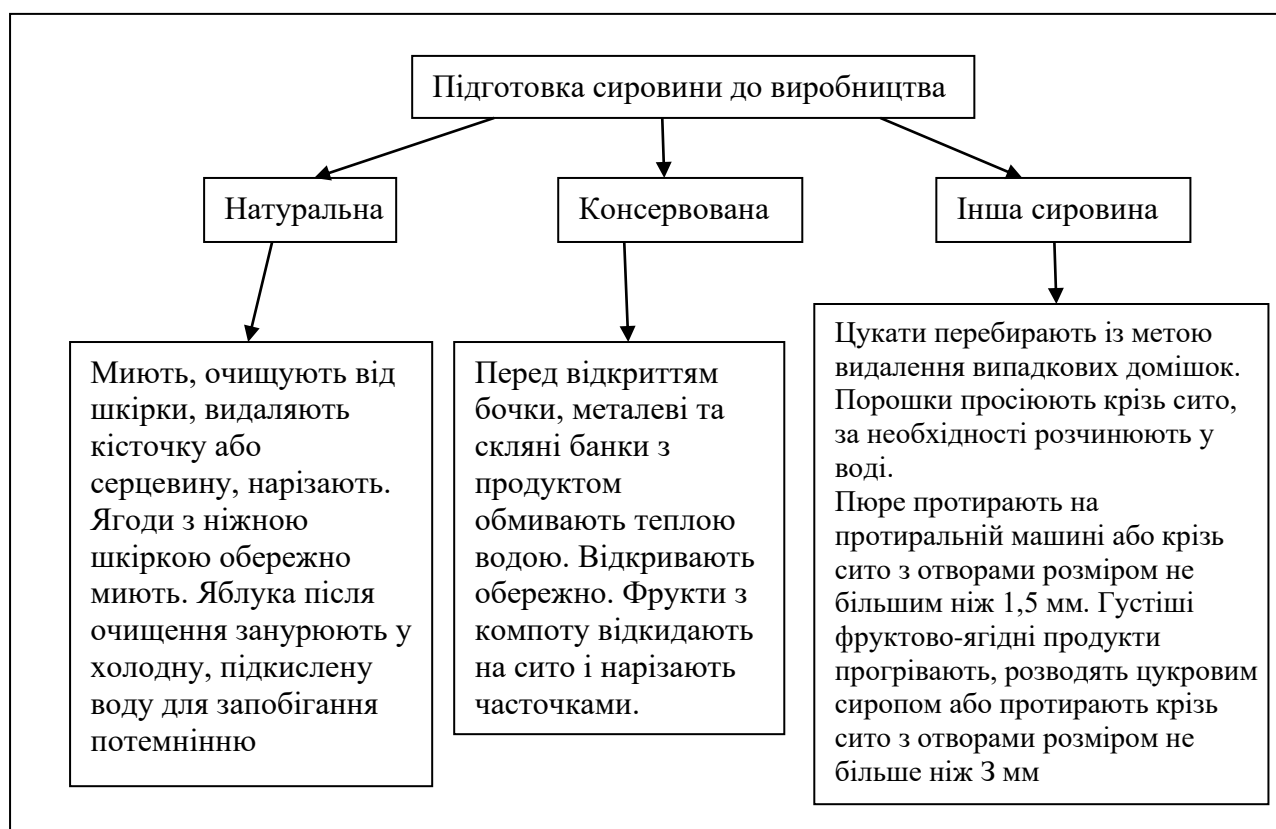 Підготовка сировини до виробництва
Натуральна
Консервована
Інша сировина
Миють, очищують від
шкірки, видаляють
кісточку або
серцевину, нарізають.
Ягоди з ніжною
шкіркою обережно
миють. Яблука після
очищення занурюють у
холодну, підкислену
воду для запобігання
потемнінню
Перед відкриттям
бочки, металеві та
скляні банки з
продуктом
обмивають теплою
водою. Відкривають
обережно. Фрукти з
компоту відкидають
на сито і нарізають
часточками.
Цукати перебирають із метою
видалення випадкових домішок.
Порошки просіюють крізь сито,
за необхідності розчинюють у
воді.
Пюре протирають на
протиральній машині або крізь
сито з отворами розміром не
більшим ніж 1,5 мм. Густіші
фруктово-ягідні продукти
прогрівають, розводять цукровим
сиропом або протирають крізь
сито з отворами розміром не
більше ніж З мм